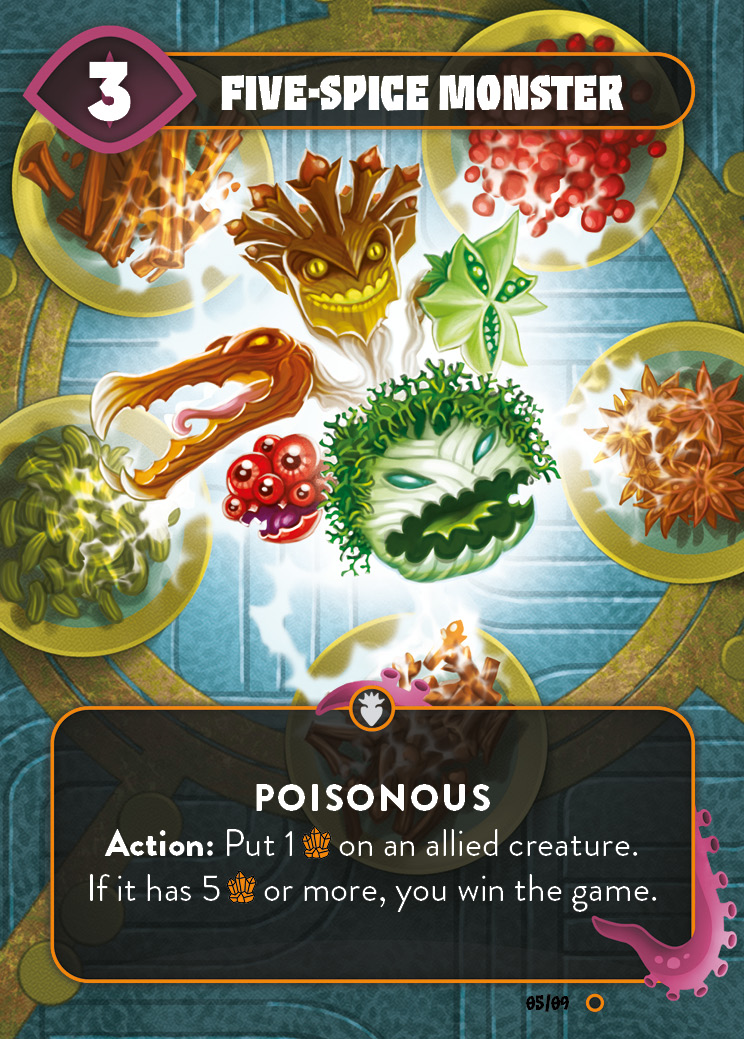 3
FIVE-SPICE MONSTER
POISONOUS
Action: Put 1 on an allied creature.
If it has 5 or more, you win the game.
05/09